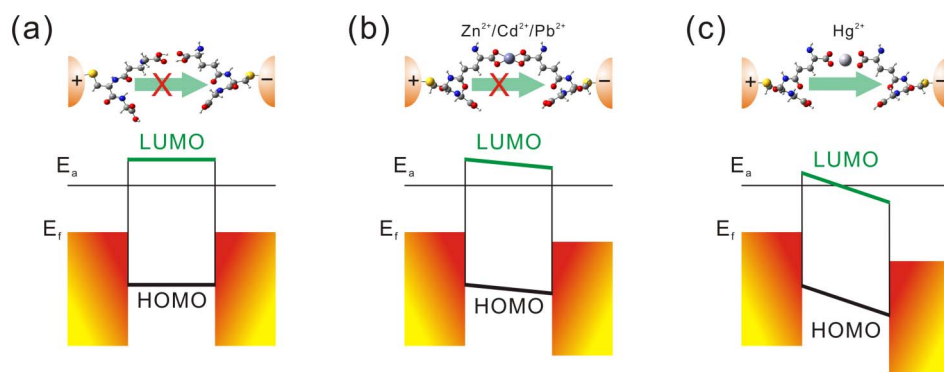 (a)
+
X
−
LUMO
Eₐ
E_f
HOMO
(b)
Zn²⁺/Cd²⁺/Pb²⁺
+
X
−
LUMO
Eₐ
E_f
HOMO
(c)
Hg²⁺
+
−
LUMO
Eₐ
E_f
HOMO